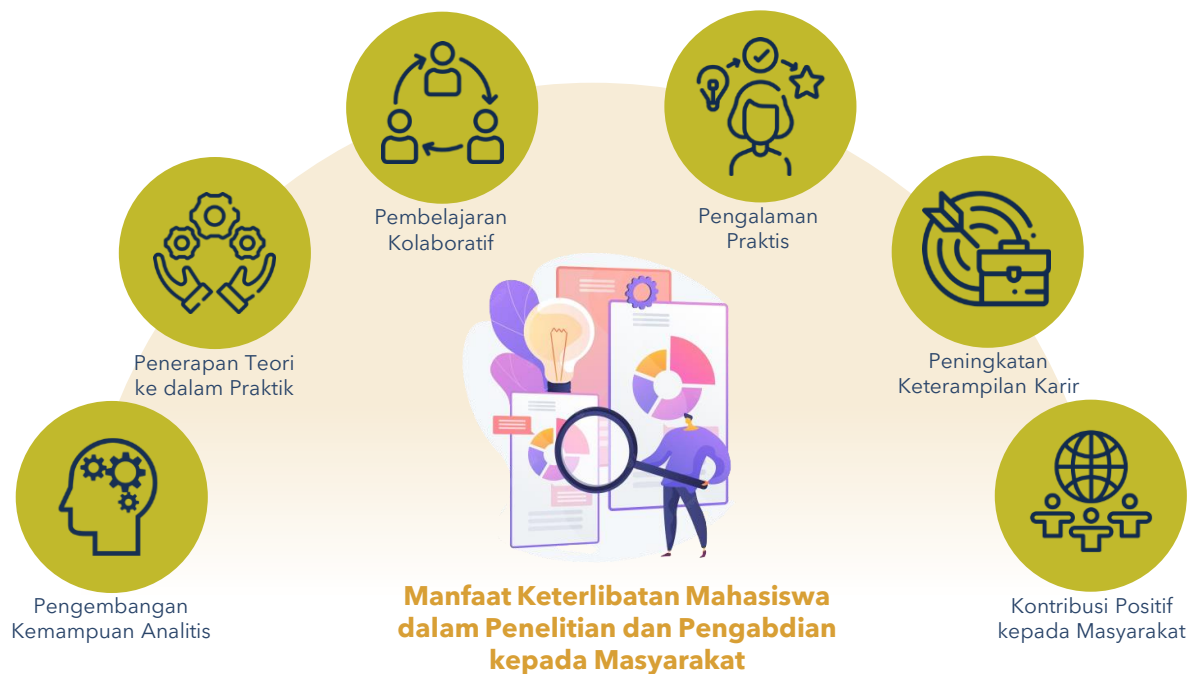 Pembelajaran
Kolaboratif
Pengalaman
Praktis
Penerapan Teori
ke dalam Praktik
Peningkatan
Keterampilan Karir
Pengembangan
Kemampuan Analitis
Kontribusi Positif
kepada Masyarakat
Manfaat Keterlibatan Mahasiswa
dalam Penelitian dan Pengabdian
kepada Masyarakat